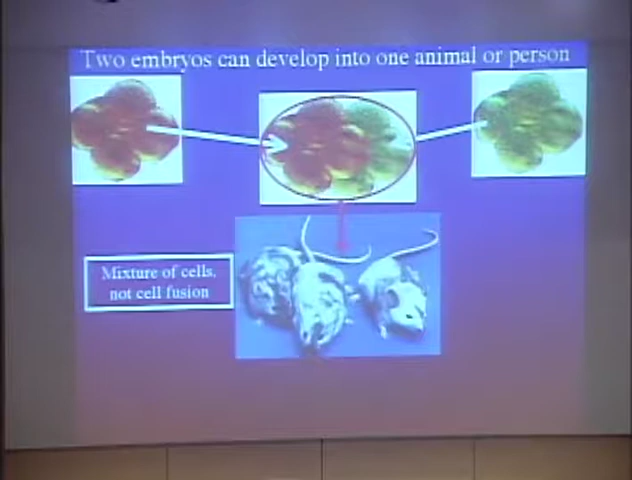 Two embryos can develop into one animal or person
Mixture of cells,
not cell fusion